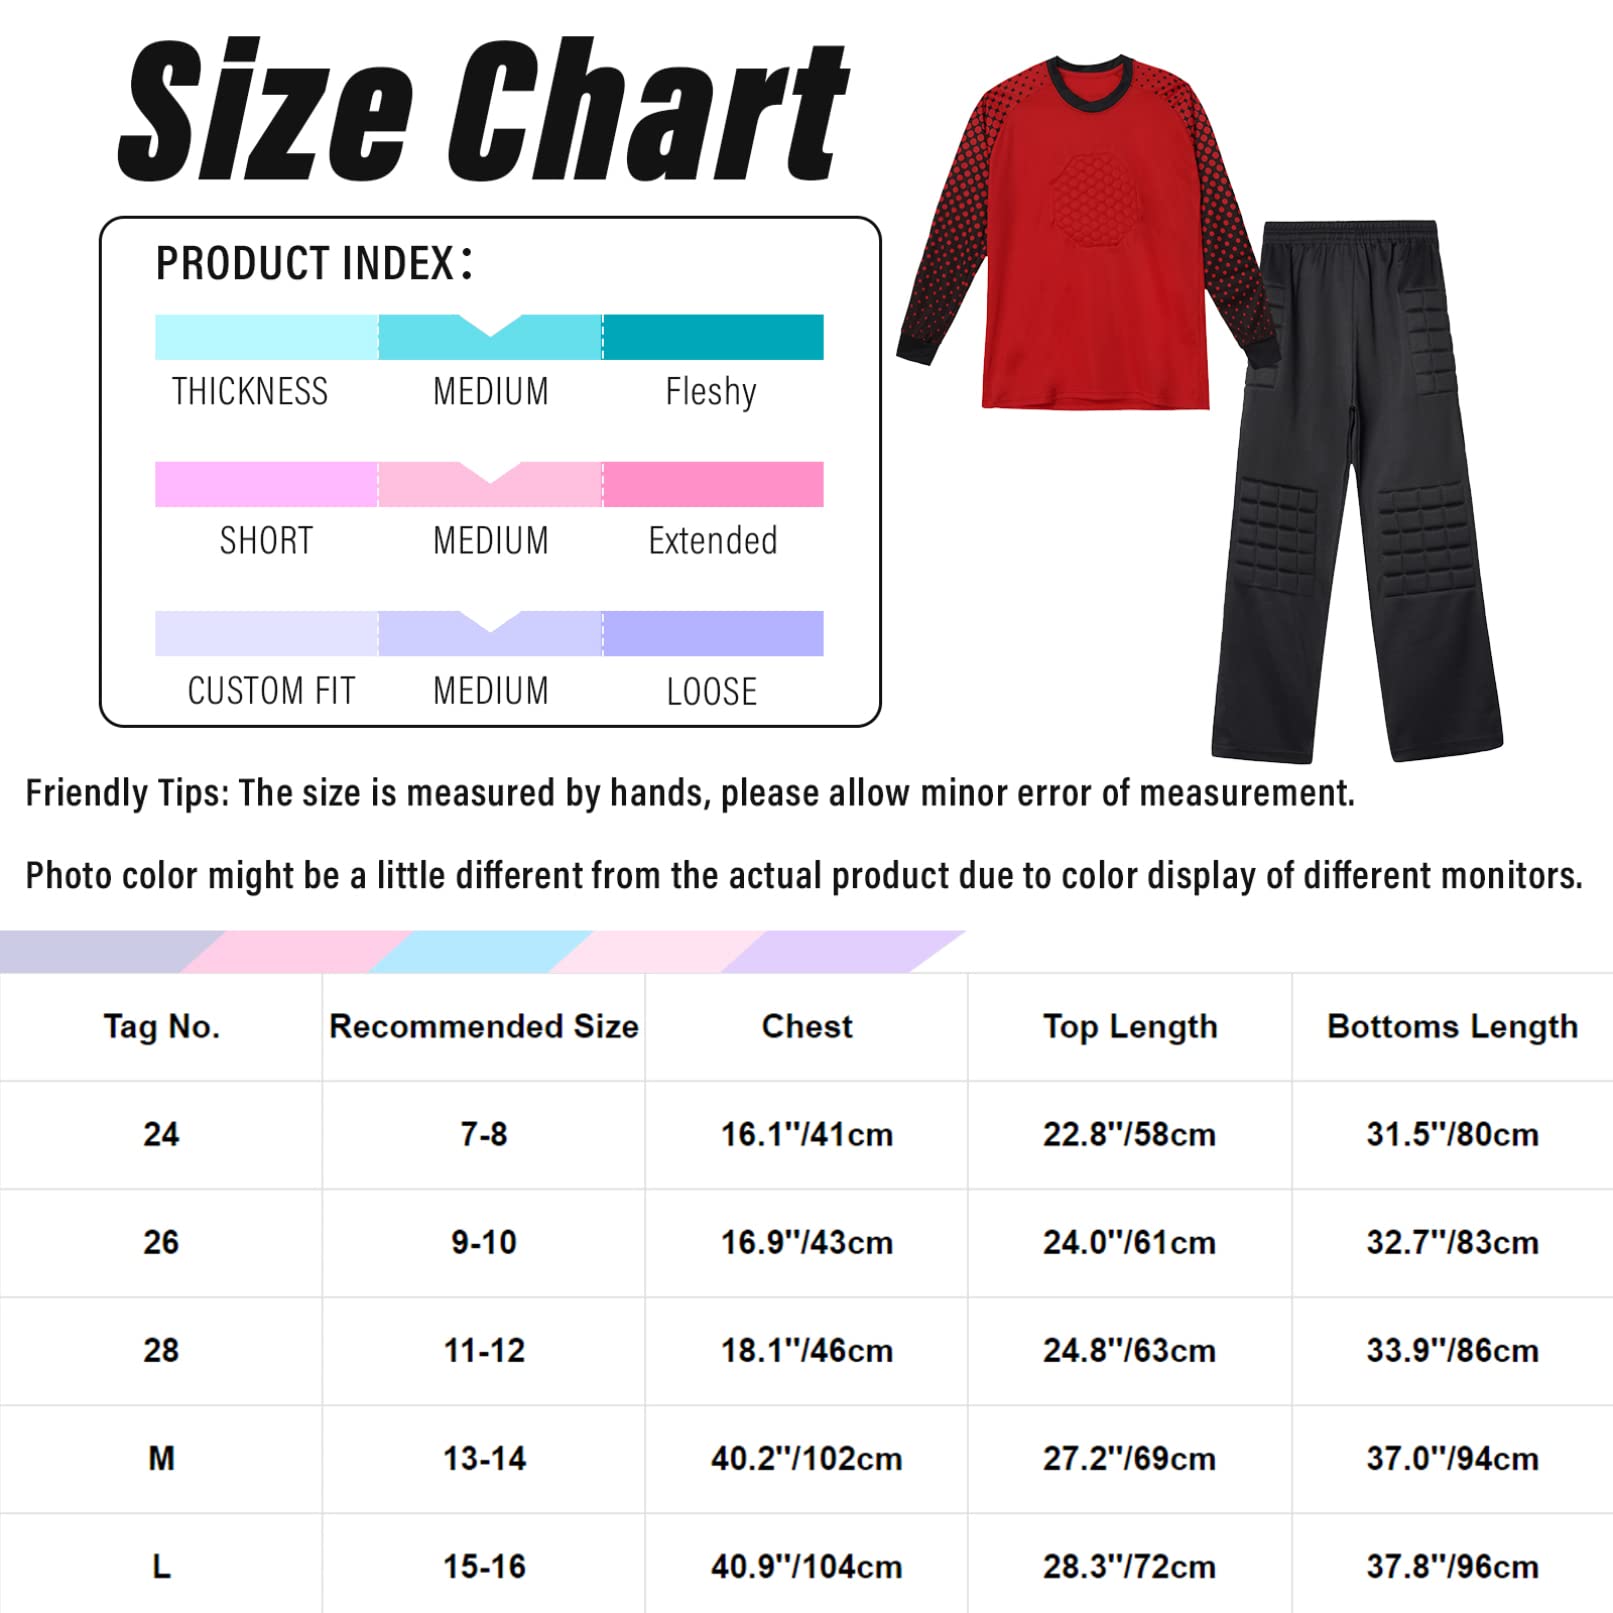 Size Chart
PRODUCT INDEX:
THICKNESS MEDIUM Fleshy
SHORT MEDIUM Extended
CUSTOM FIT MEDIUM LOOSE
Friendly Tips: The size is measured by hands, please allow minor error of measurement.
Photo color might be a little different from the actual product due to color display of different monitors.
Tag No. Recommended Size Chest Top Length Bottoms Length
24 7-8 16.1"/41cm 22.8"/58cm 31.5"/80cm
26 9-10 16.9"/43cm 24.0"/61cm 32.7"/83cm
28 11-12 18.1"/46cm 24.8"/63cm 33.9"/86cm
M 13-14 40.2"/102cm 27.2"/69cm 37.0"/94cm
L 15-16 40.9"/104cm 28.3"/72cm 37.8"/96cm